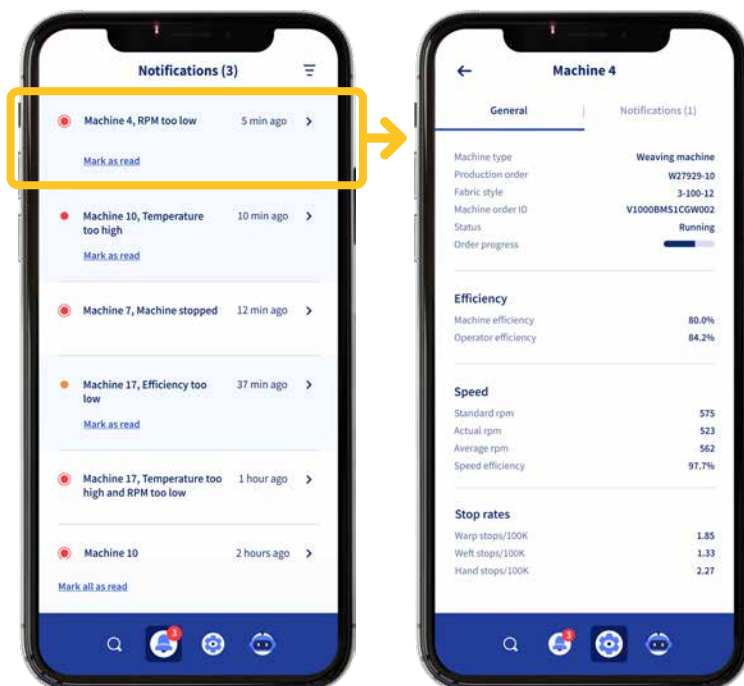 Notifications (3)
Machine 4, RPM too low 5 min ago
Mark as read
Machine 10, Temperature too high 10 min ago
Mark as read
Machine 7, Machine stopped 12 min ago
Machine 17, Efficiency too low 37 min ago
Mark as read
Machine 17, Temperature too high and RPM too low 1 hour ago
Machine 10 2 hours ago
Mark all as read
3
Machine 4
General Notifications (1)
Machine type Weaving machine
Production order W27929-10
Fabric style 3-100-12
Machine order ID V1000BMS1CGW002
Status Running
Order progress
Efficiency
Machine efficiency 80.0%
Operator efficiency 84.2%
Speed
Standard rpm 575
Actual rpm 523
Average rpm 562
Speed efficiency 97.7%
Stop rates
Warp stops/100K 1.85
Weft stops/100K 1.33
Hand stops/100K 2.27
3